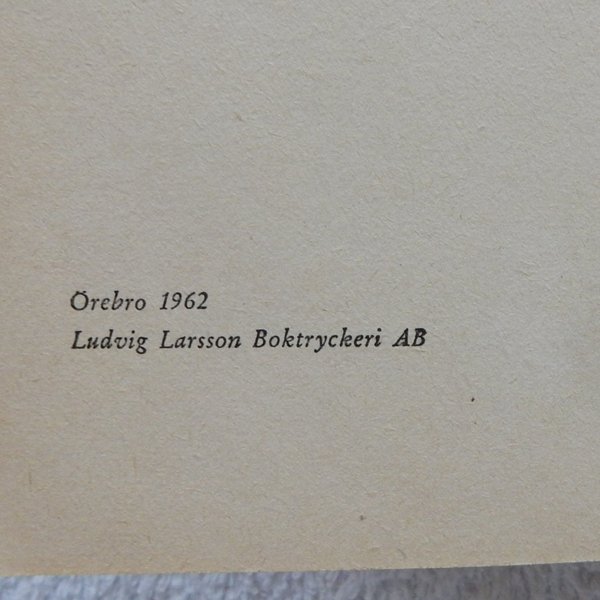 Örebro 1962
Ludvig Larsson Boktryckeri AB